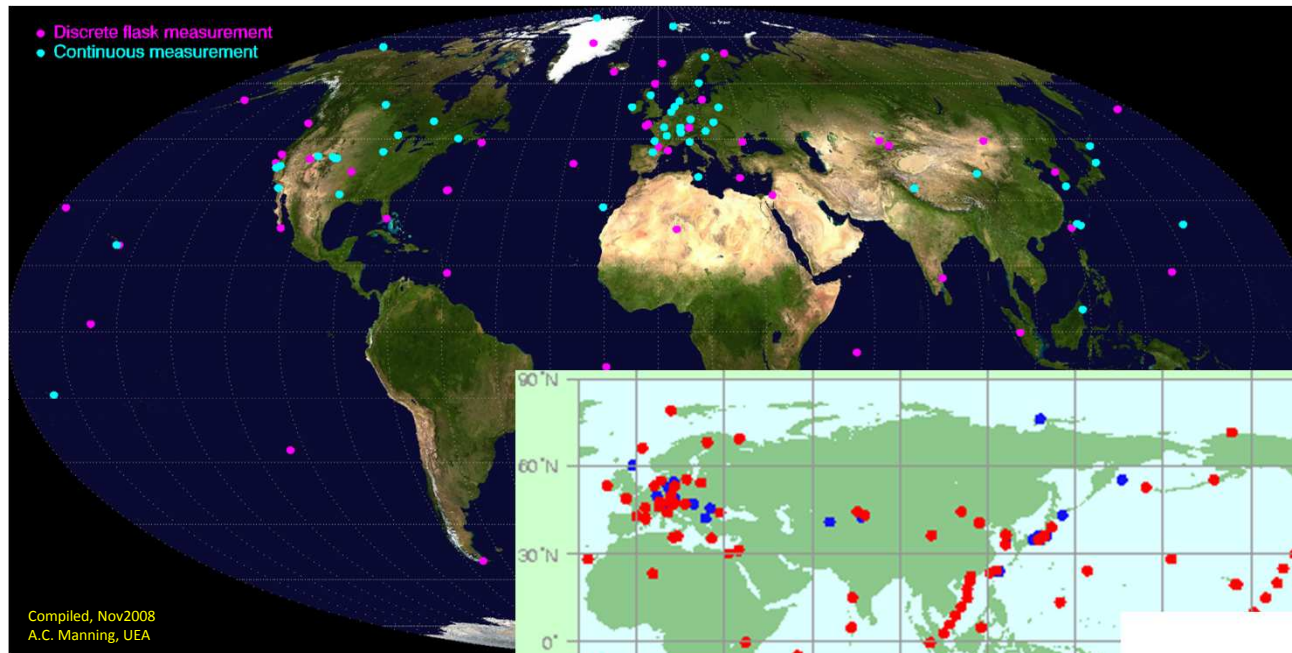 Discrete flask measurement
Continuous measurement
90°N
60°N
30°N
0°
Compiled, Nov2008
A.C. Manning, UEA